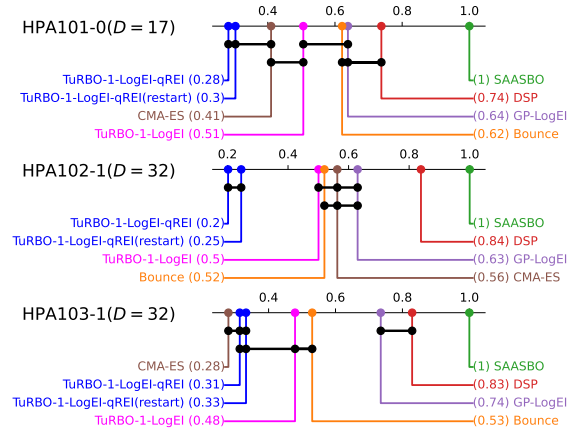 0.4 0.6 0.8 1.0
HPA101-0(D = 17)
TuRBO-1-LogEI-qREI (0.28) (1) SAASBO
TuRBO-1-LogEI-qREI(restart) (0.3) (0.74) DSP
CMA-ES (0.41) (0.64) GP-LogEI
TuRBO-1-LogEI (0.51) (0.62) Bounce
0.2 0.4 0.6 0.8 1.0
HPA102-1(D = 32)
TuRBO-1-LogEI-qREI (0.2) (1) SAASBO
TuRBO-1-LogEI-qREI(restart) (0.25) (0.84) DSP
TuRBO-1-LogEI (0.5) (0.63) GP-LogEI
Bounce (0.52) (0.56) CMA-ES
0.4 0.6 0.8 1.0
HPA103-1(D = 32)
CMA-ES (0.28) (1) SAASBO
TuRBO-1-LogEI-qREI (0.31) (0.83) DSP
TuRBO-1-LogEI-qREI(restart) (0.33) (0.74) GP-LogEI
TuRBO-1-LogEI (0.48) (0.53) Bounce